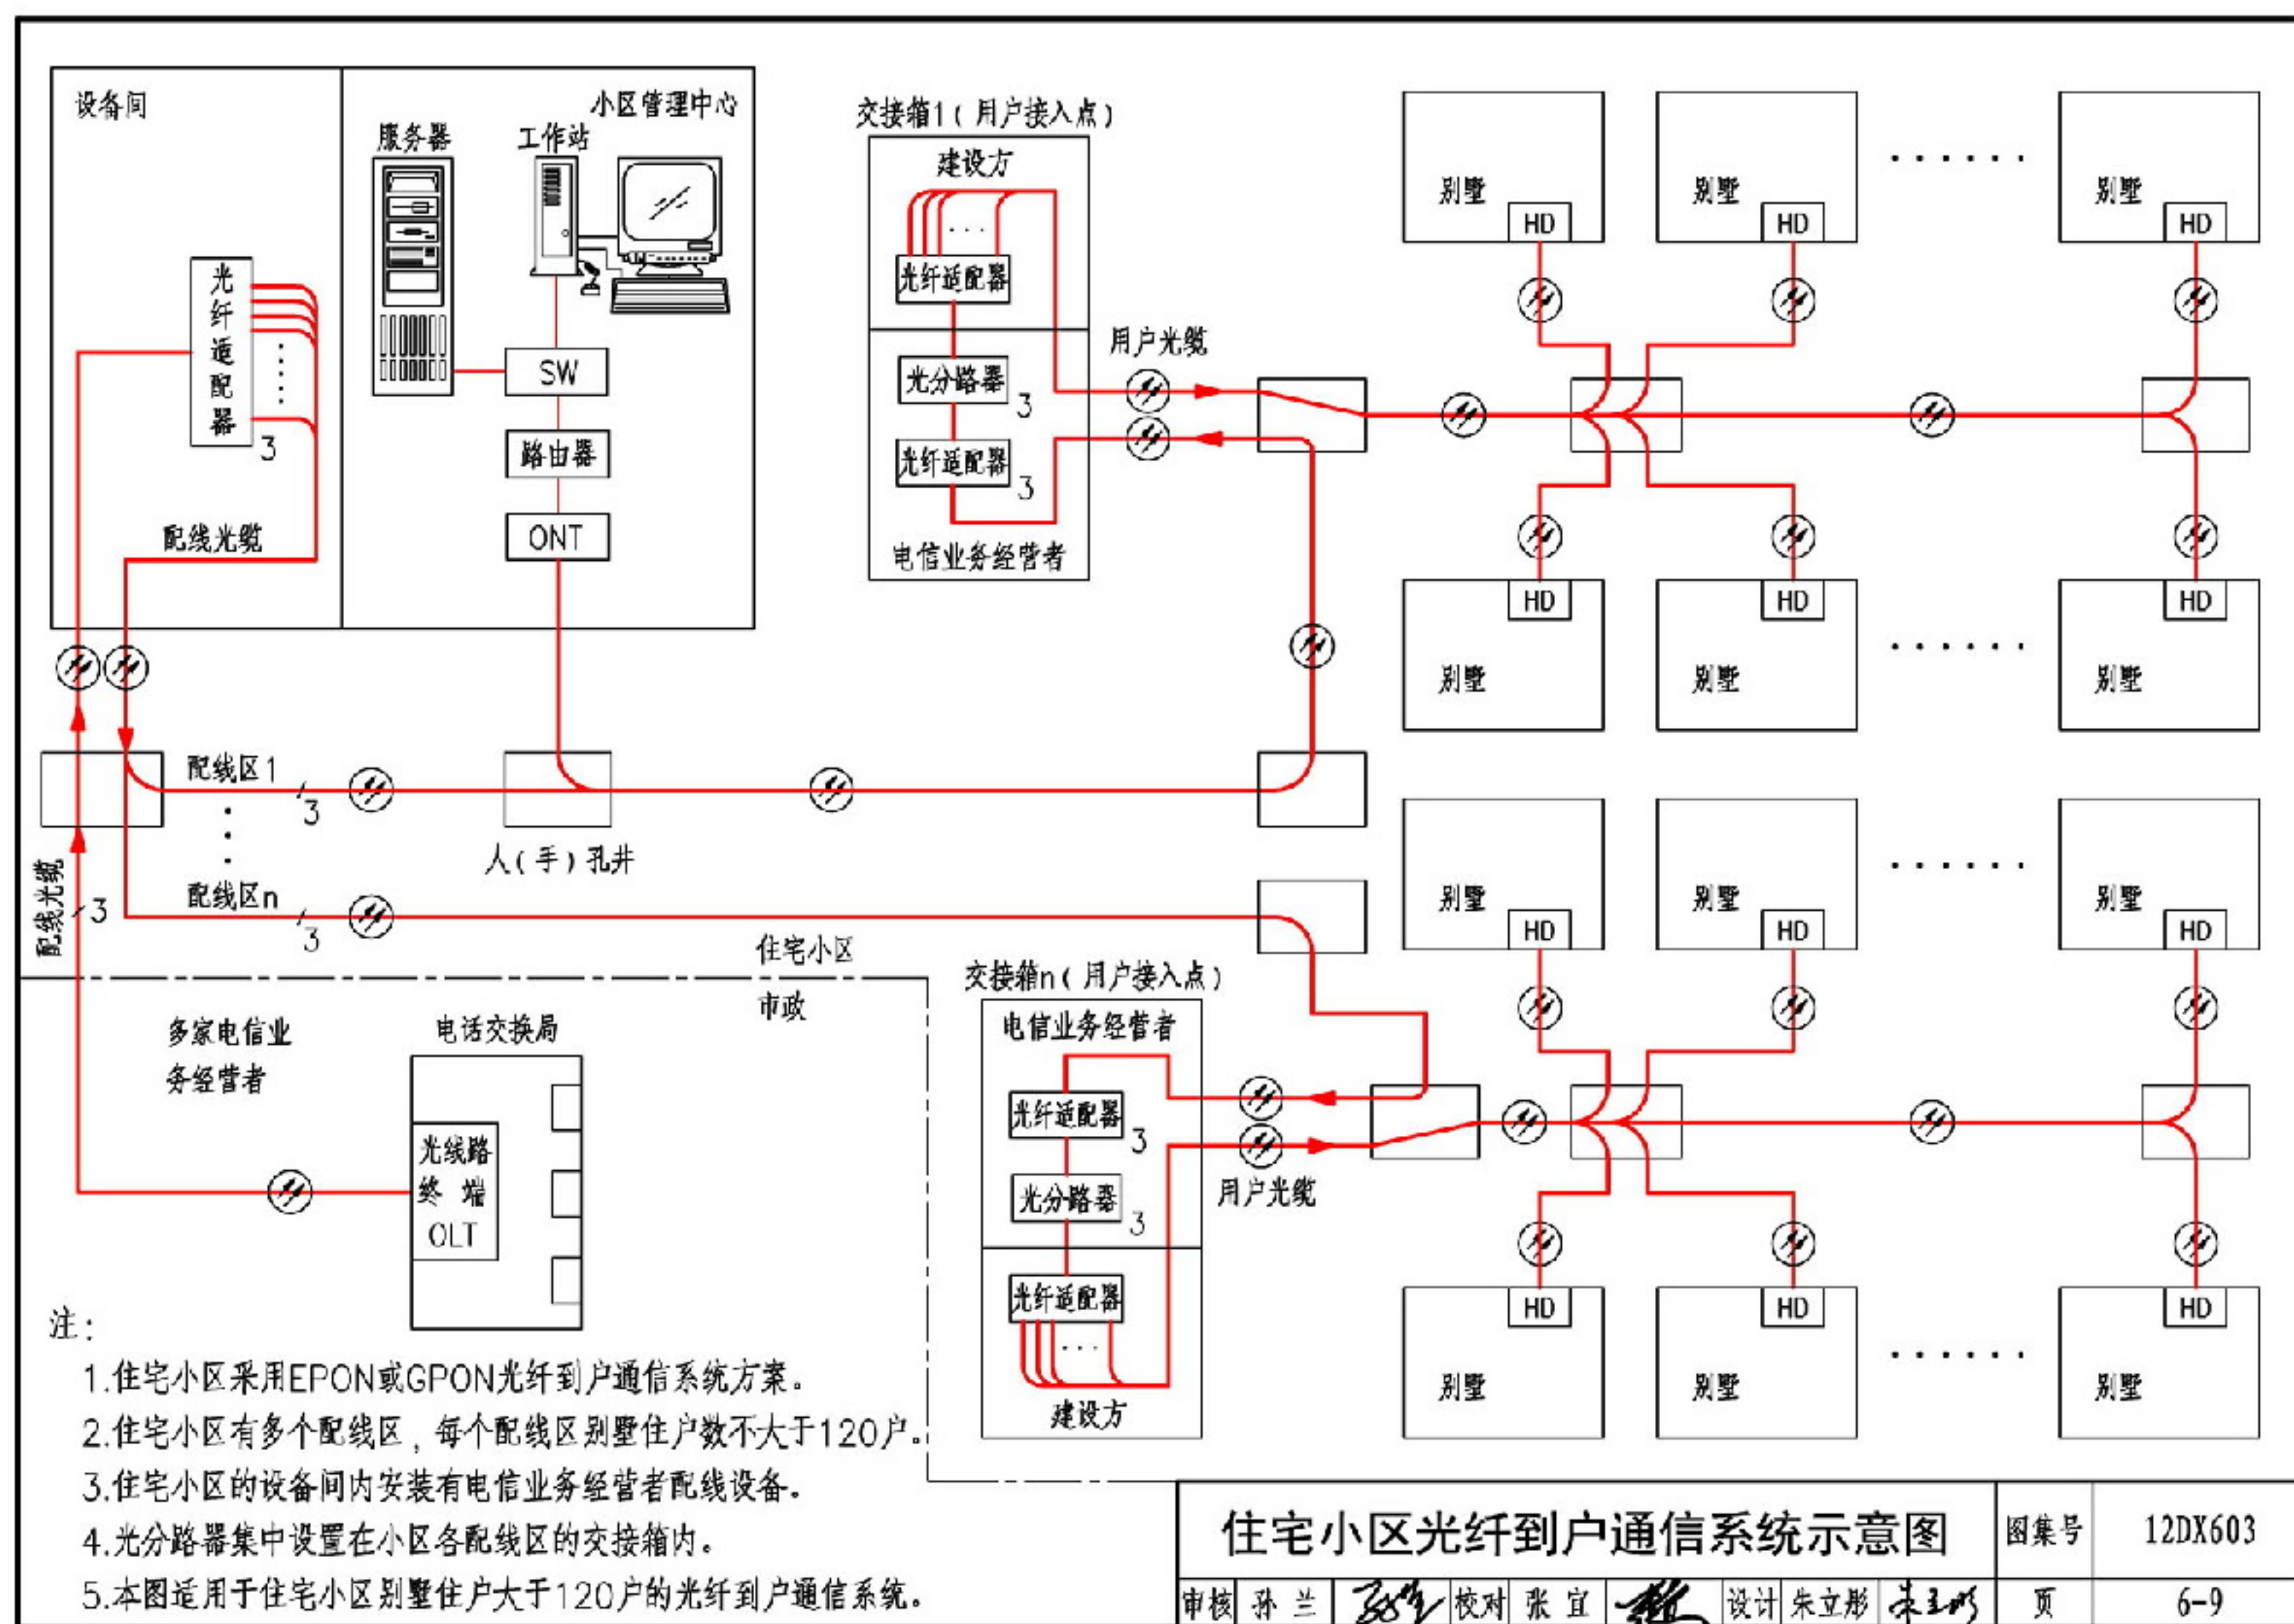 设备间
小区管理中心
服务器
工作站
光纤适配器
3
SW
路由器
ONT
配线光缆
交接箱1(用户接入点)
建设方
···
光纤适配器
光分路器
3
光纤适配器
3
电信业务经营者
用户光缆
别墅
HD
别墅
HD
······
别墅
HD
HD
别墅
HD
别墅
······
HD
别墅
配线区1
3
人(手)孔井
配线区n
3
配线光缆
3
住宅小区
市政
多家电信业
务经营者
电话交换局
光线路
终 端
OLT
交接箱n(用户接入点)
电信业务经营者
光纤适配器
3
光分路器
3
光纤适配器
···
建设方
用户光缆
别墅
HD
别墅
HD
······
别墅
HD
HD
别墅
HD
别墅
······
HD
别墅
注:
1.住宅小区采用EPON或GPON光纤到户通信系统方案。
2.住宅小区有多个配线区,每个配线区别墅住户数不大于120户。
3.住宅小区的设备间内安装有电信业务经营者配线设备。
4.光分路器集中设置在小区各配线区的交接箱内。
5.本图适用于住宅小区别墅住户大于120户的光纤到户通信系统。
住宅小区光纤到户通信系统示意图
图集号
12DX603
审核 孙 兰 校对 张 宜 设计 朱立彤 页 6-9